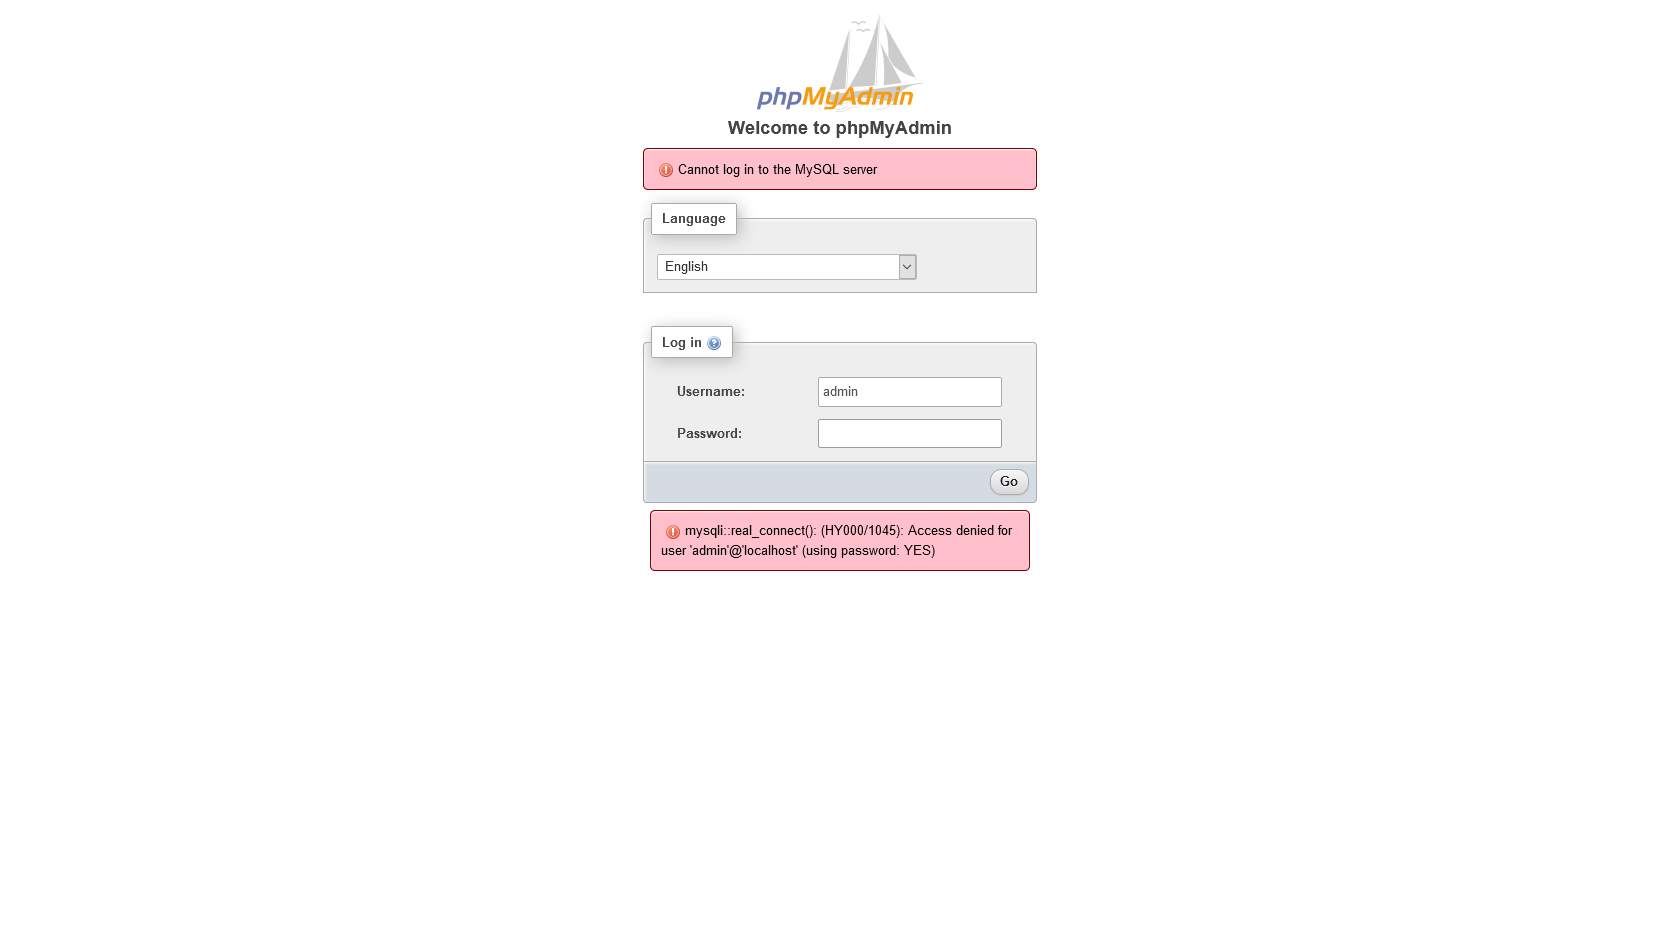 phpMyAdmin
Welcome to phpMyAdmin
Cannot log in to the MySQL server
Language
English
Log in
Username:
admin
Password:
Go
mysqli::real_connect(): (HY000/1045): Access denied for
user 'admin'@'localhost' (using password: YES)